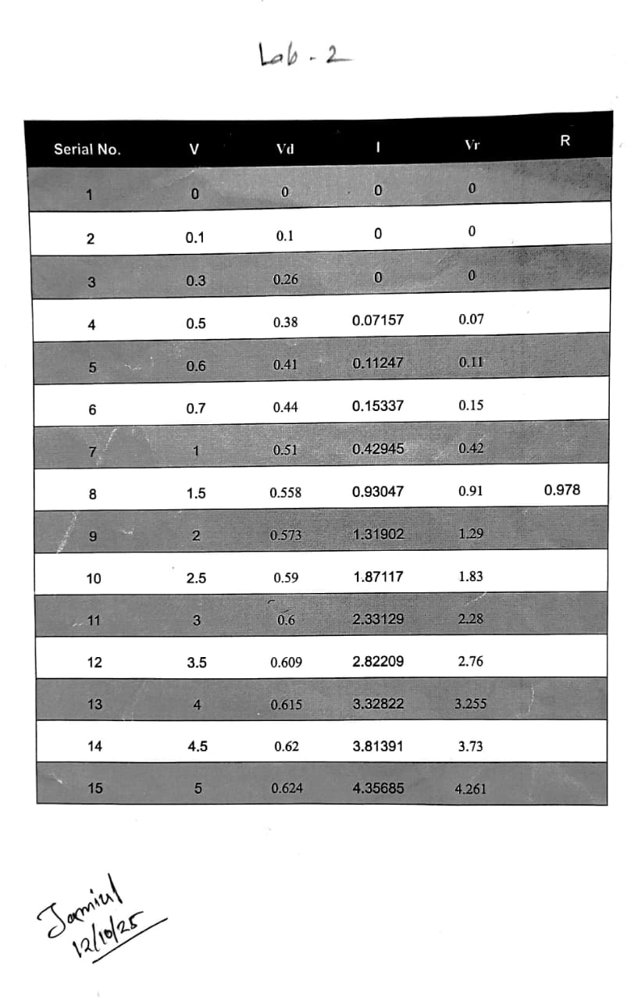 Lab - 2
Serial No. V Vd I Vr R
1 0 0 0 0
2 0.1 0.1 0 0
3 0.3 0.26 0 0
4 0.5 0.38 0.07157 0.07
5 0.6 0.41 0.11247 0.11
6 0.7 0.44 0.15337 0.15
7 1 0.51 0.42945 0.42
8 1.5 0.558 0.93047 0.91 0.978
9 2 0.573 1.31902 1.29
10 2.5 0.59 1.87117 1.83
11 3 0.6 2.33129 2.28
12 3.5 0.609 2.82209 2.76
13 4 0.615 3.32822 3.255
14 4.5 0.62 3.81391 3.73
15 5 0.624 4.35685 4.261
Jamiul
12/10/25